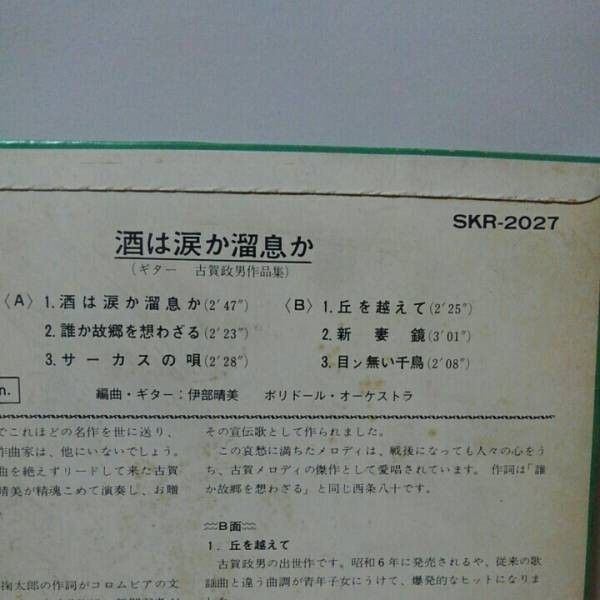 SKR-2027
酒は涙か溜息か
(ギター 古賀政男作品集)
〈A〉 1. 酒は涙か溜息か(2′47″)
2. 誰か故郷を想わざる(2′23″)
3. サーカスの唄(2′28″)
〈B〉 1. 丘を越えて(2′25″)
2. 新妻鏡(3′01″)
3. 目ン無い千鳥(2′08″)
n.
編曲・ギター：伊部晴美 ポリドール・オーケストラ
でこれほどの名作を世に送り、
作曲家は、他にいないでしょう。
曲を絶えずリードして来た古賀
晴美が精魂こめて演奏し、お贈
掬太郎の作詞がコロムビアの文
その宣伝歌として作られました。
この哀愁に満ちたメロディは、戦後になっても人々の心をう
ち、古賀メロディの傑作として愛唱されています。 作詞は「誰
か故郷を想わざる」と同じ西条八十です。
B面
1. 丘を越えて
古賀政男の出世作です。昭和6年に発売されるや、従来の歌
謡曲と違う曲調が青年子女にうけて、爆発的なヒットになりま